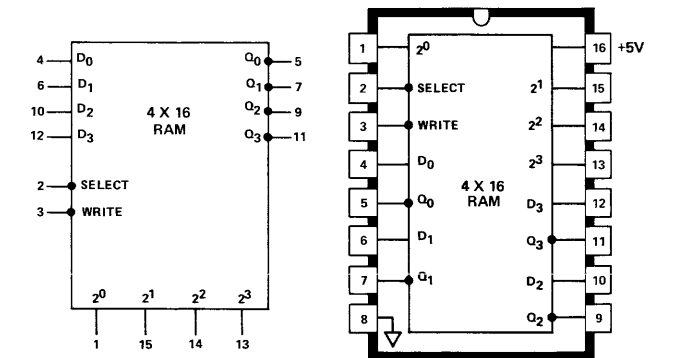 4 D0 Q0 5
6 D1 Q1 7
10 D2 4 X 16 Q2 9
RAM
12 D3 Q3 11
2 SELECT
3 WRITE
2^0 2^1 2^2 2^3
1 15 14 13
1 2^0 16 +5V
2 SELECT 2^1 15
3 WRITE 2^2 14
4 D0 2^3 13
4 X 16
RAM
5 Q0 D3 12
6 D1 Q3 11
7 Q1 D2 10
8 Q2 9